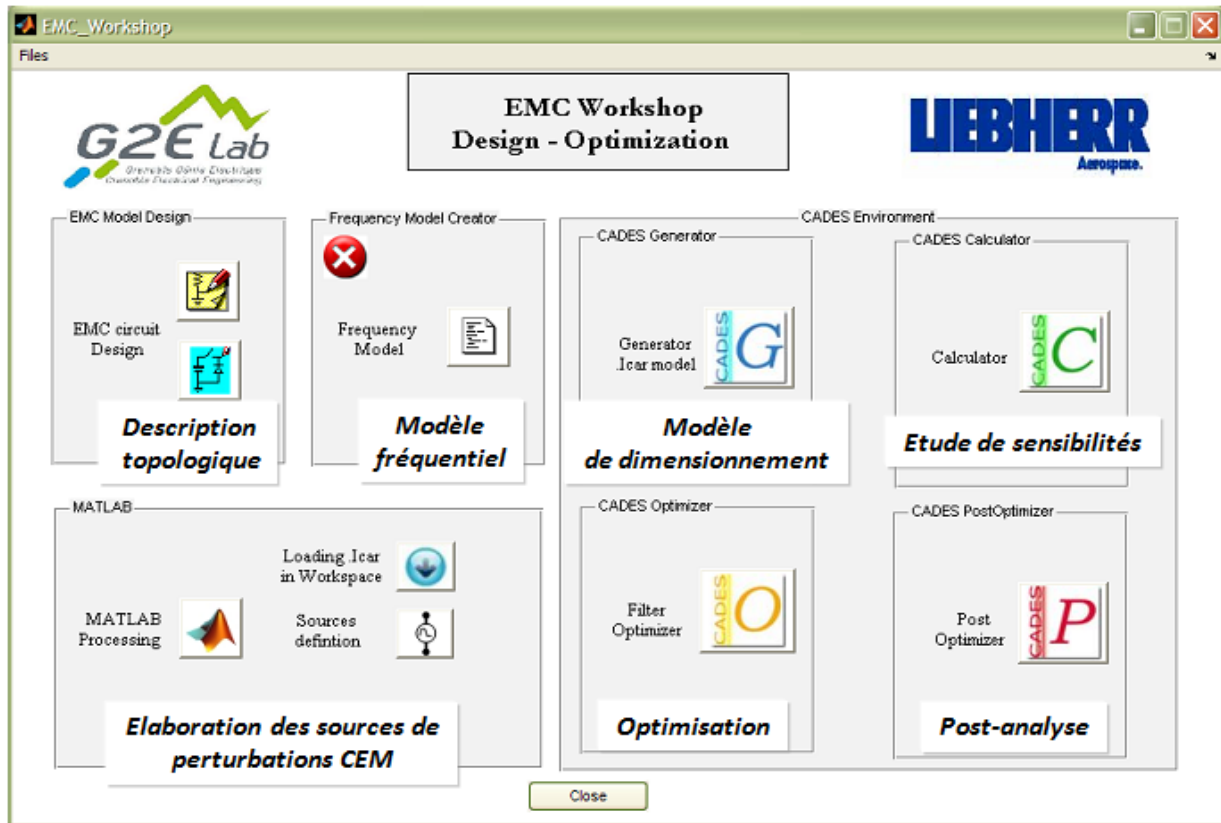 EMC_Workshop
Files
G2E Lab
Grenoble Génie Electrique
Grenoble Electrical Engineering
EMC Workshop
Design - Optimization
LIEBHERR
Aerospace.
EMC Model Design
EMC circuit
Design
Description
topologique
Frequency Model Creator
Frequency
Model
Modèle
fréquentiel
CADES Environment
CADES Generator
Generator
.Icar model
CADES G
Modèle
de dimensionnement
CADES Calculator
Calculator
CADES C
Etude de sensibilités
MATLAB
MATLAB
Processing
Loading .Icar
in Workspace
Sources
defintion
Elaboration des sources de
perturbations CEM
CADES Optimizer
Filter
Optimizer
CADES O
Optimisation
CADES PostOptimizer
Post
Optimizer
CADES P
Post-analyse
Close